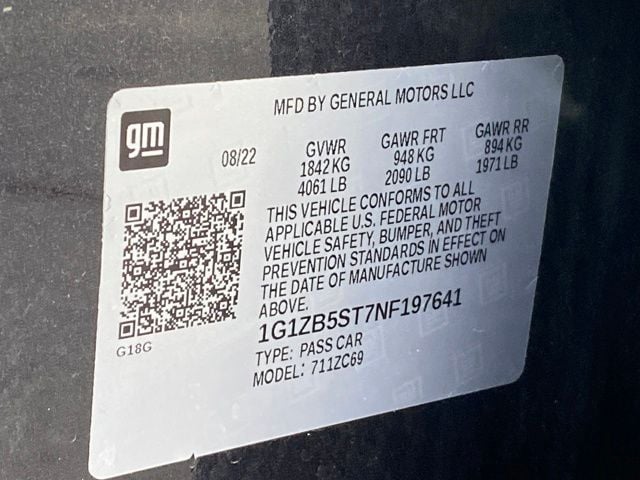 MFD BY GENERAL MOTORS LLC
gm
08/22 GVWR GAWR FRT GAWR RR
1842 KG 948 KG 894 KG
4061 LB 2090 LB 1971 LB
THIS VEHICLE CONFORMS TO ALL
APPLICABLE U.S. FEDERAL MOTOR
VEHICLE SAFETY, BUMPER, AND THEFT
PREVENTION STANDARDS IN EFFECT ON
THE DATE OF MANUFACTURE SHOWN
ABOVE.
1G1ZB5ST7NF197641
G18G
TYPE: PASS CAR
MODEL: 711ZC69